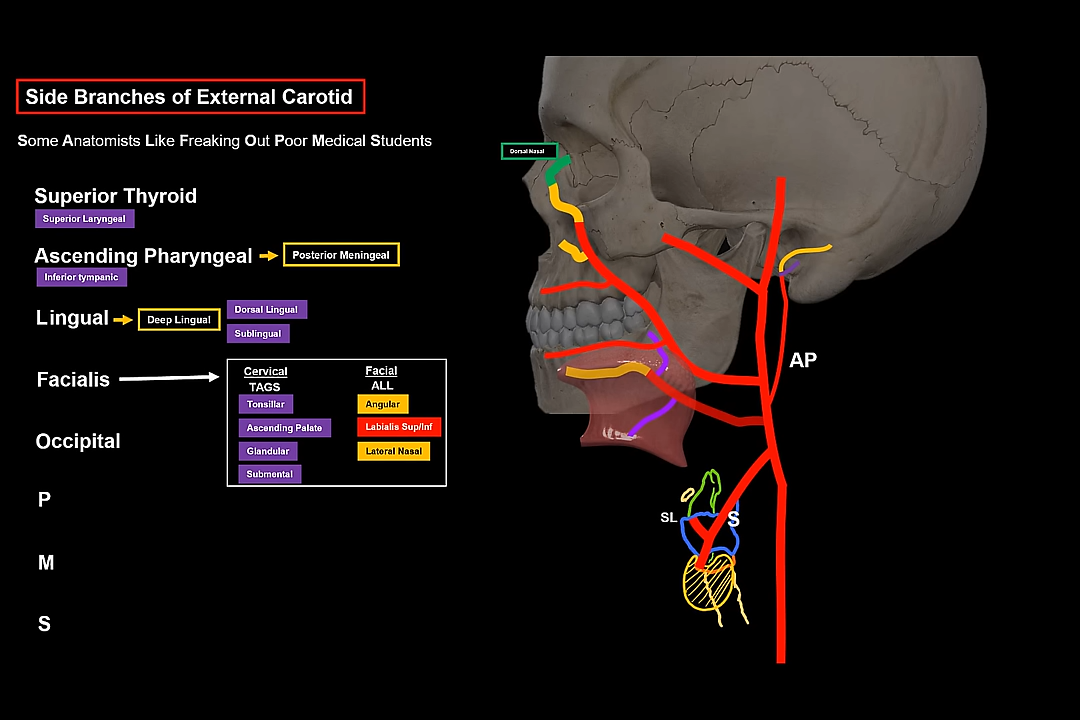 Side Branches of External Carotid
Some Anatomists Like Freaking Out Poor Medical Students
Superior Thyroid
Superior Laryngeal
Ascending Pharyngeal
Posterior Meningeal
Inferior tympanic
Lingual
Deep Lingual
Dorsal Lingual
Sublingual
Facialis
Cervical
TAGS
Tonsillar
Ascending Palate
Glandular
Submental
Facial
ALL
Angular
Labialis Sup/Inf
Lateral Nasal
Occipital
P
M
S
Dorsal Nasal
AP
SL
S